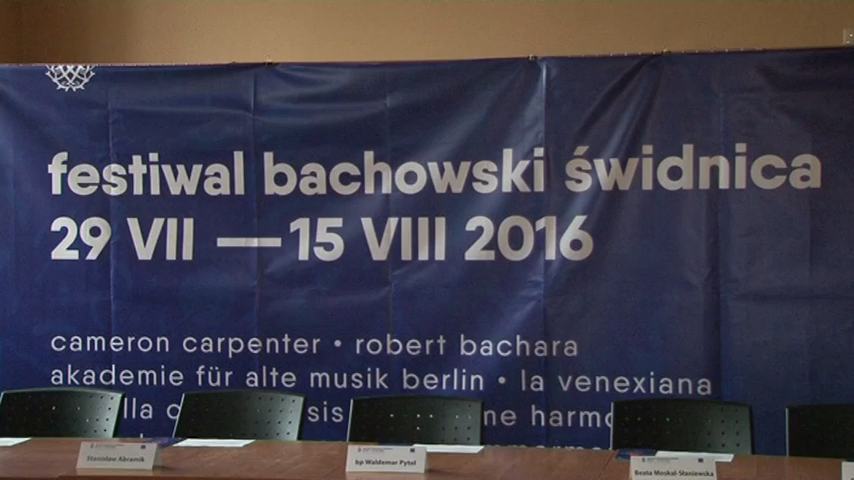 festiwal bachowski świdnica
29 VII — 15 VIII 2016
cameron carpenter • robert bachara
akademie für alte musik berlin • la venexiana
Stanisław Abramik
bp Waldemar Pytel
Beata Moskal-Słaniewska